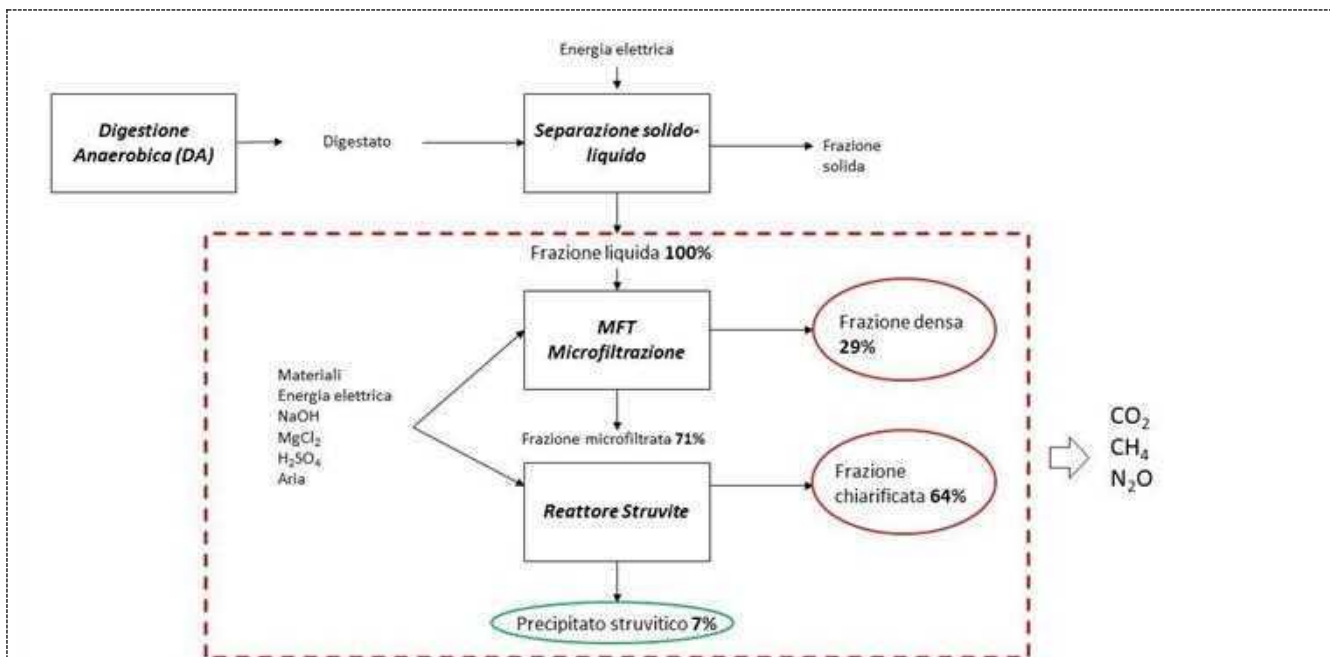 Energia elettrica
Digestione
Anaerobica (DA)
Digestato
Separazione solido-
liquido
Frazione
solida
Frazione liquida 100%
MFT
Microfiltrazione
Frazione densa
29%
Materiali
Energia elettrica
NaOH
MgCl₂
H₂SO₄
Aria
Frazione microfiltrata 71%
Reattore Struvite
Frazione
chiarificata 64%
Precipitato struvitico 7%
CO₂
CH₄
N₂O